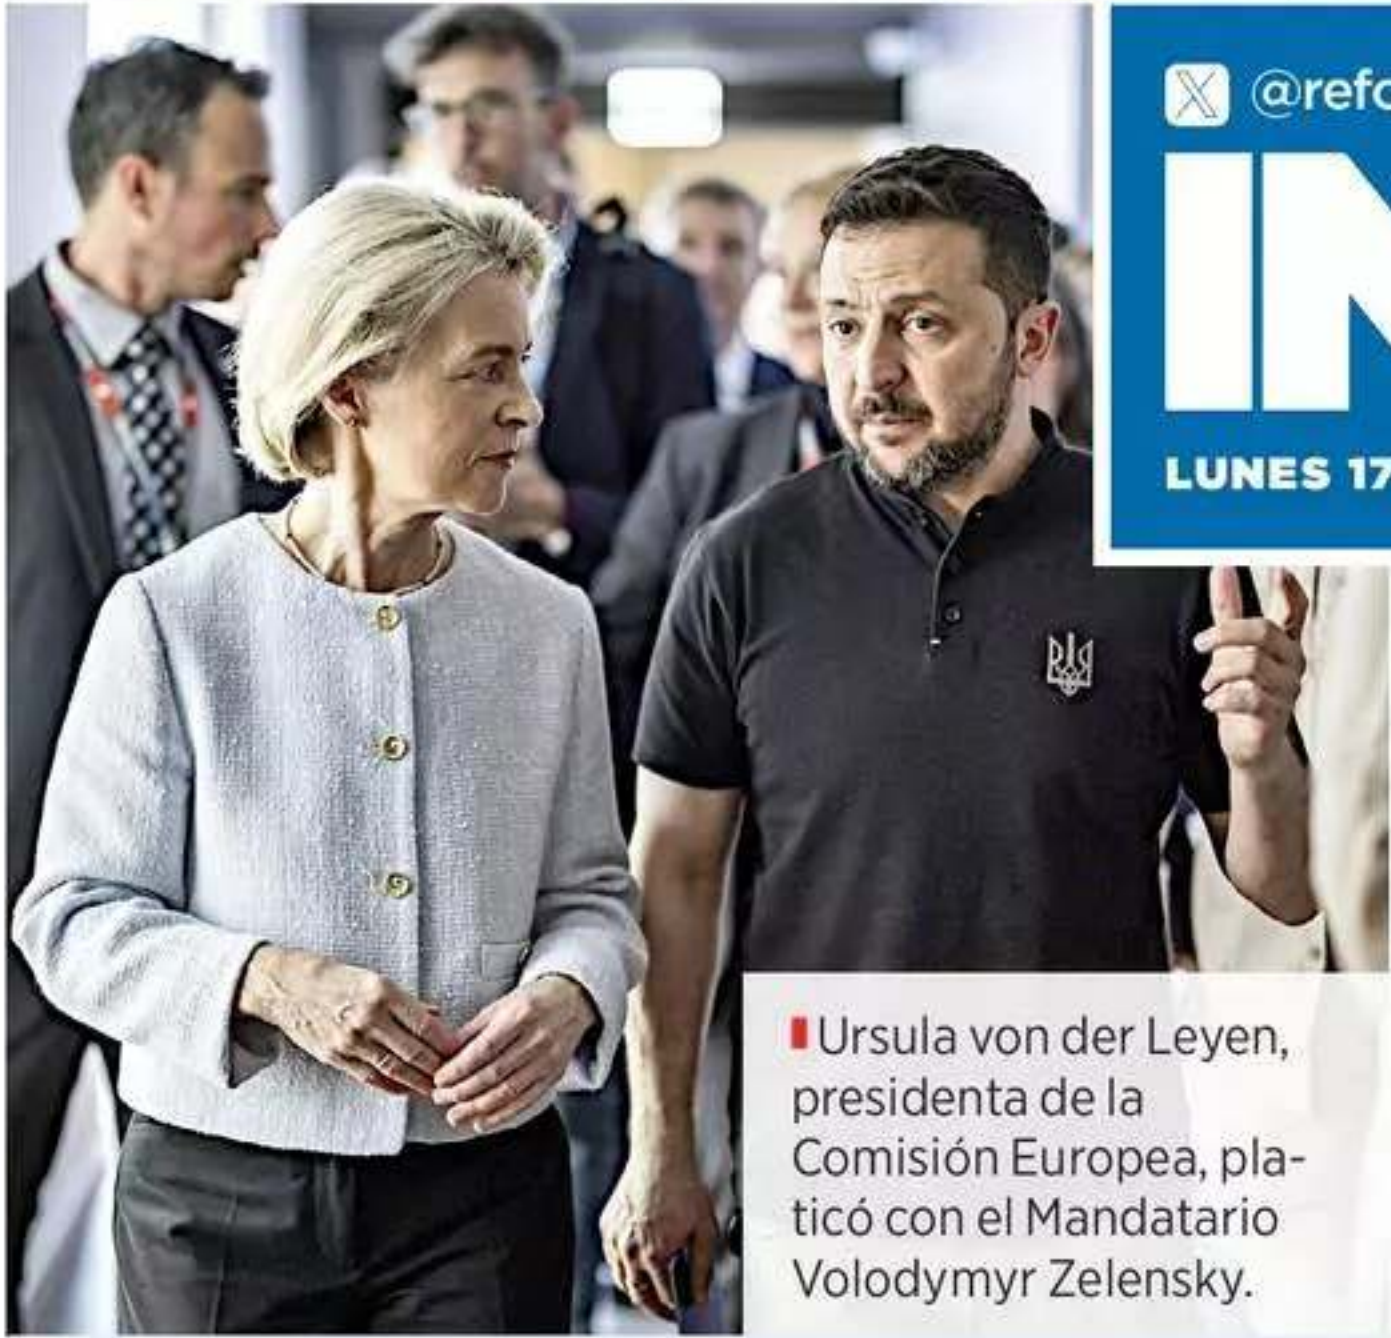 @refo
IN
LUNES 17
Ursula von der Leyen,
presidenta de la
Comisión Europea, pla-
ticó con el Mandatario
Volodymyr Zelensky.